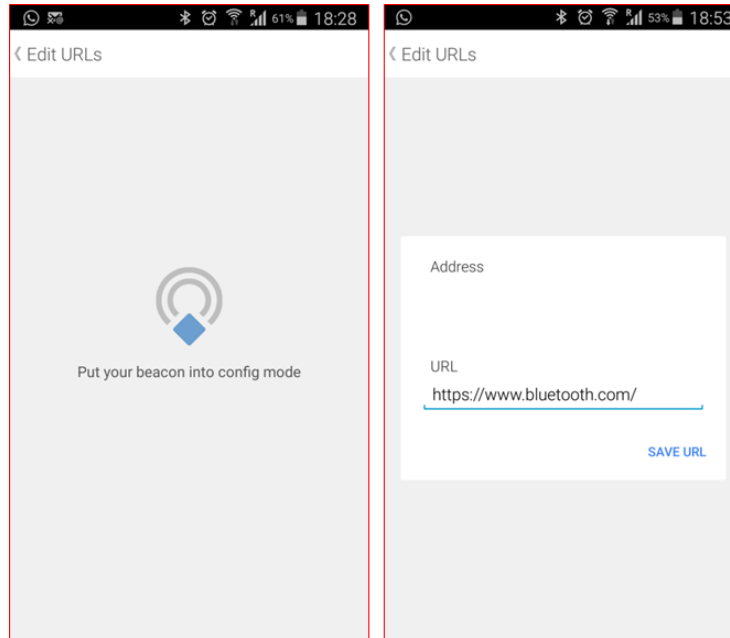 R 61% 18:28
Edit URLs
Put your beacon into config mode
R 53% 18:53
Edit URLs
Address
URL
https://www.bluetooth.com/
SAVE URL